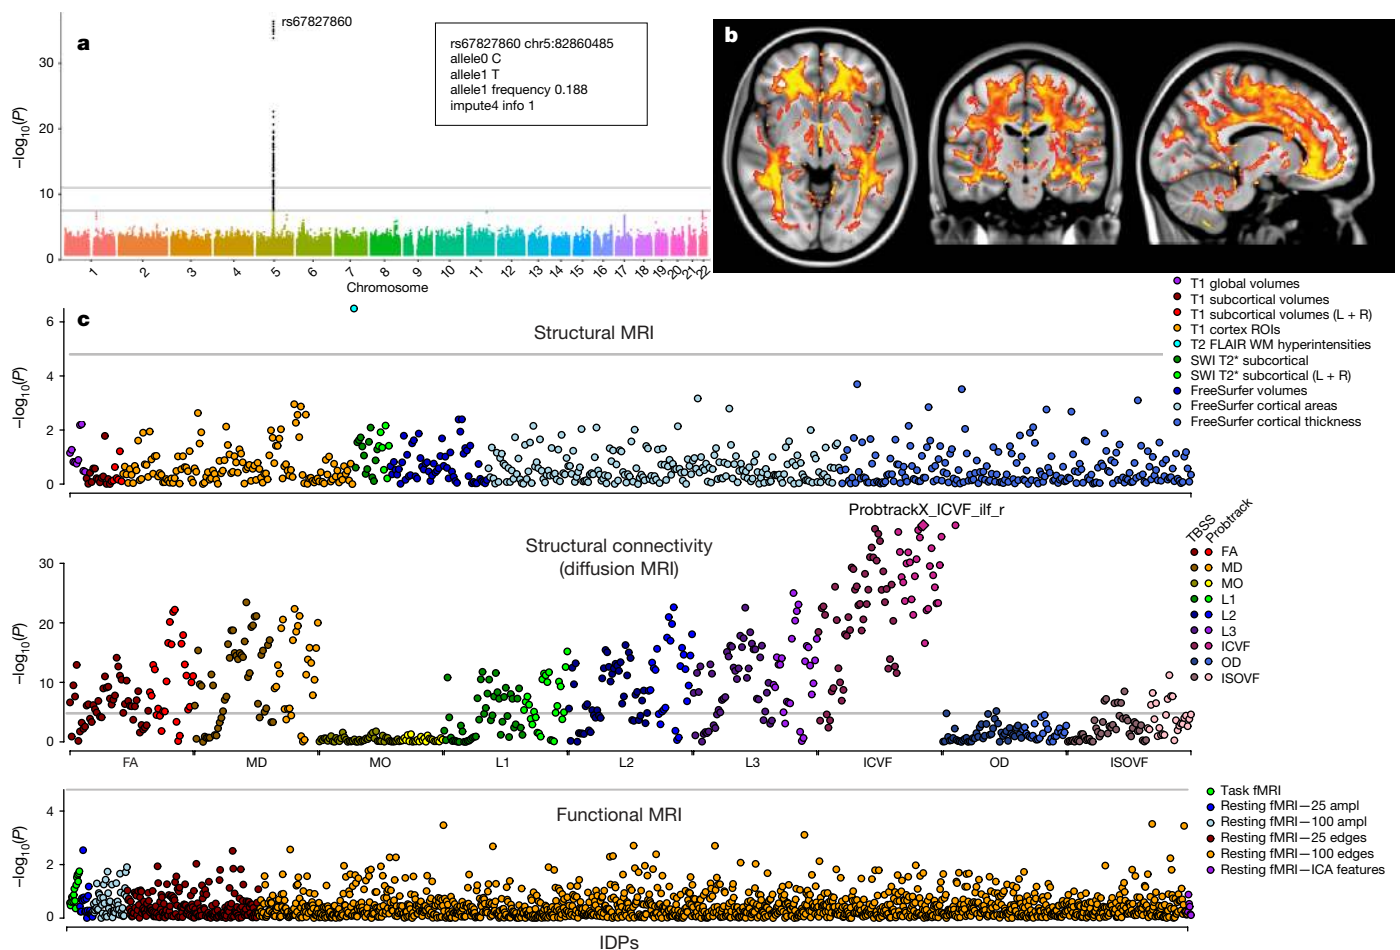 a
rs67827860
rs67827860 chr5:82860485
allele0 C
allele1 T
allele1 frequency 0.188
impute4 info 1
–log10(P)
30
20
10
0
1 2 3 4 5 6 7 8 9 10 11 12 13 14 15 16 17 18 19 20 21 22
Chromosome
b
c
Structural MRI
–log10(P)
6
4
2
0
T1 global volumes
T1 subcortical volumes
T1 subcortical volumes (L + R)
T1 cortex ROIs
T2 FLAIR WM hyperintensities
SWI T2* subcortical
SWI T2* subcortical (L + R)
FreeSurfer volumes
FreeSurfer cortical areas
FreeSurfer cortical thickness
ProbtrackX_ICVF_ilf_r
Structural connectivity
(diffusion MRI)
–log10(P)
30
20
10
0
FA MD MO L1 L2 L3 ICVF OD ISOVF
TBSS
Probtrack
FA
MD
MO
L1
L2
L3
ICVF
OD
ISOVF
Functional MRI
–log10(P)
4
2
0
Task fMRI
Resting fMRI—25 ampl
Resting fMRI—100 ampl
Resting fMRI—25 edges
Resting fMRI—100 edges
Resting fMRI—ICA features
IDPs